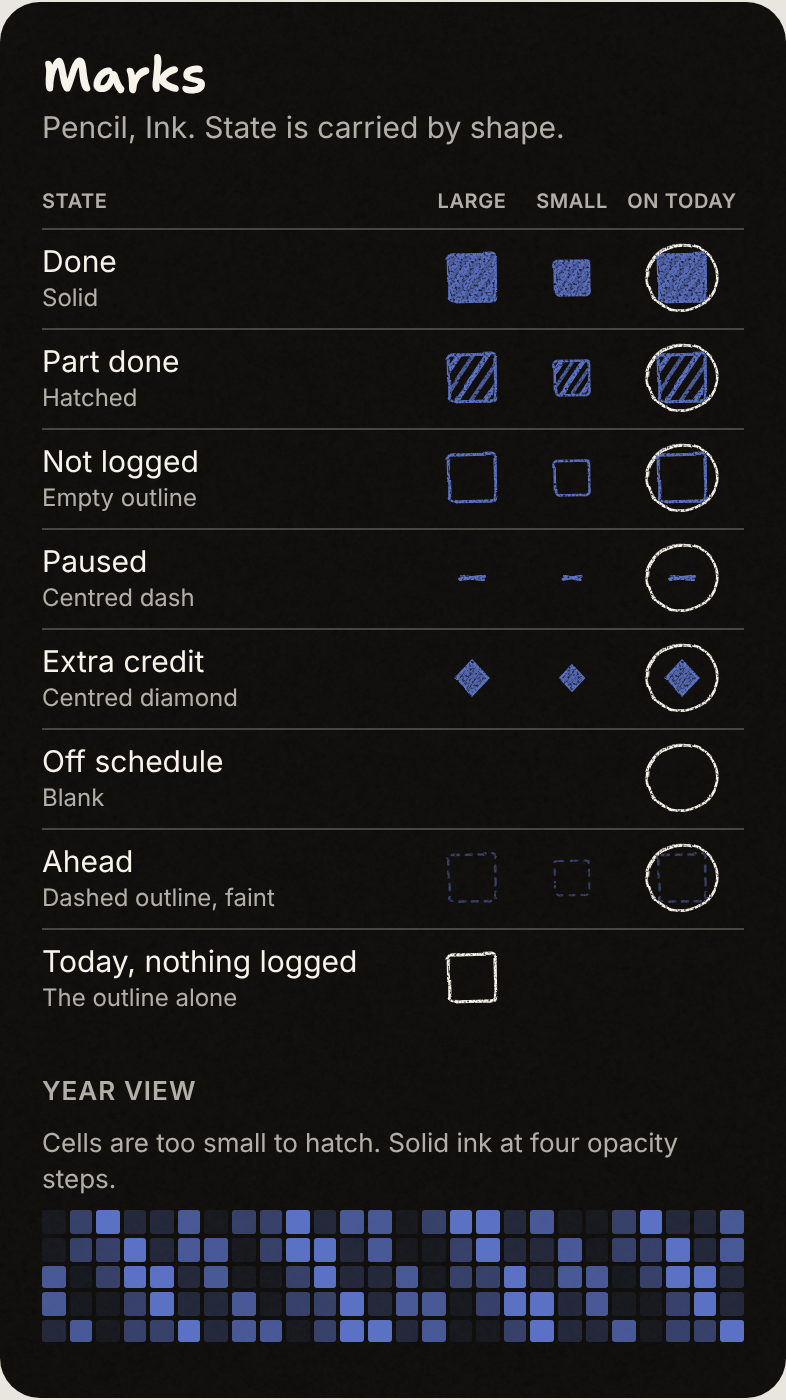 Marks
Pencil, Ink. State is carried by shape.
STATE LARGE SMALL ON TODAY
Done
Solid
Part done
Hatched
Not logged
Empty outline
Paused
Centred dash
Extra credit
Centred diamond
Off schedule
Blank
Ahead
Dashed outline, faint
Today, nothing logged
The outline alone
YEAR VIEW
Cells are too small to hatch. Solid ink at four opacity
steps.